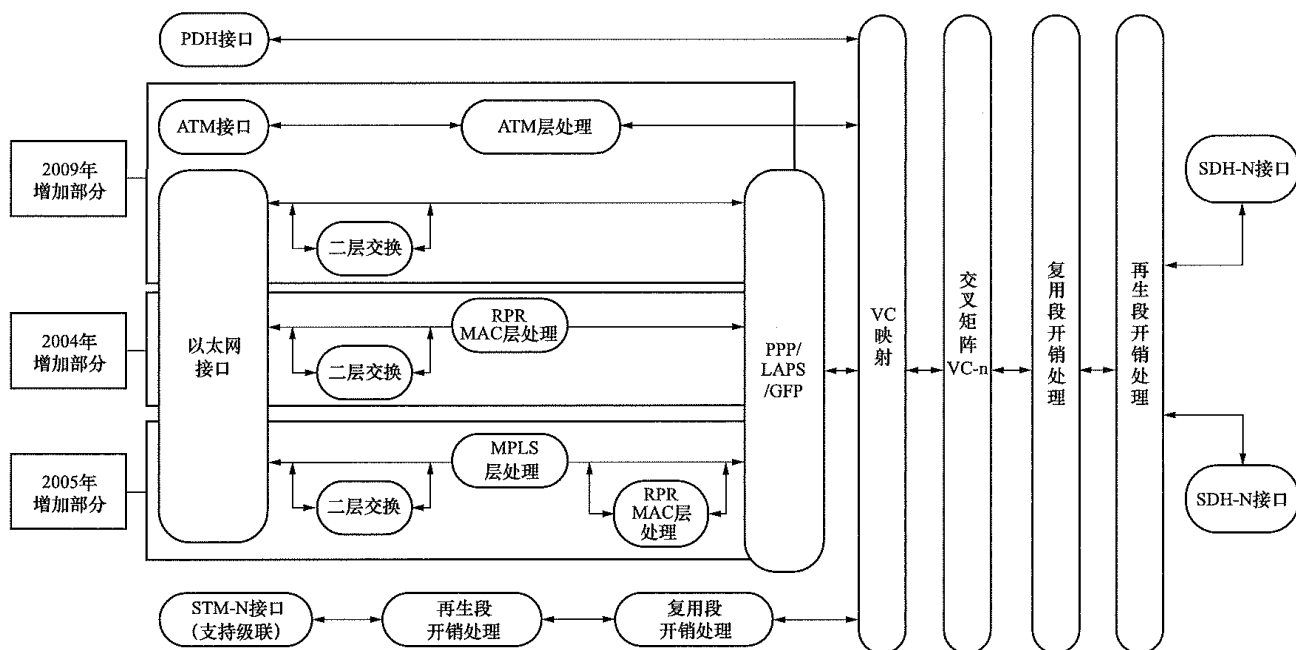 PDH接口
ATM接口
ATM层处理
2009年
增加部分
二层交换
2004年
增加部分
以太网
接口
RPR
MAC层处理
二层交换
2005年
增加部分
MPLS
层处理
二层交换
RPR
MAC层
处理
PPP/
LAPS
/GFP
STM-N接口
(支持级联)
再生段
开销处理
复用段
开销处理
VC
映射
交叉矩阵
VC-n
复用段开销处理
再生段开销处理
SDH-N接口
SDH-N接口